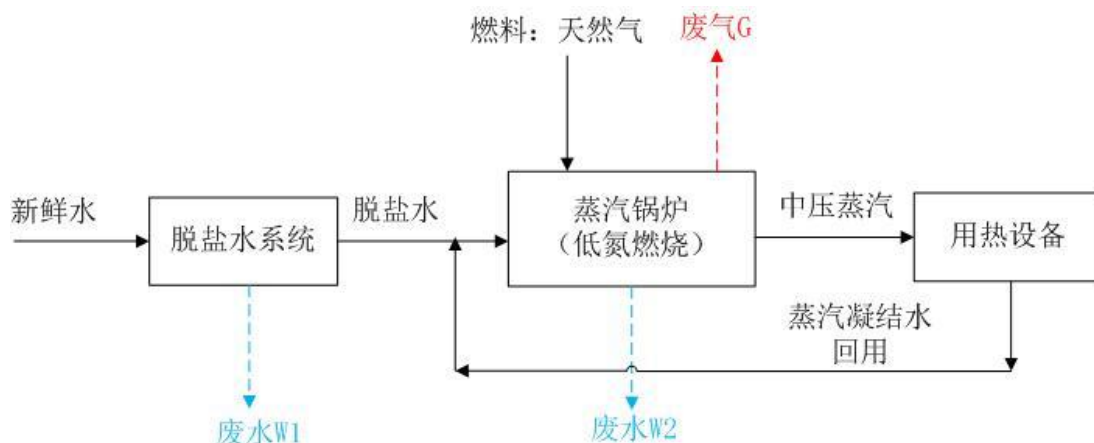 燃料：天然气
废气G
新鲜水
脱盐水系统
脱盐水
蒸汽锅炉
（低氮燃烧）
中压蒸汽
用热设备
蒸汽凝结水
回用
废水W1
废水W2